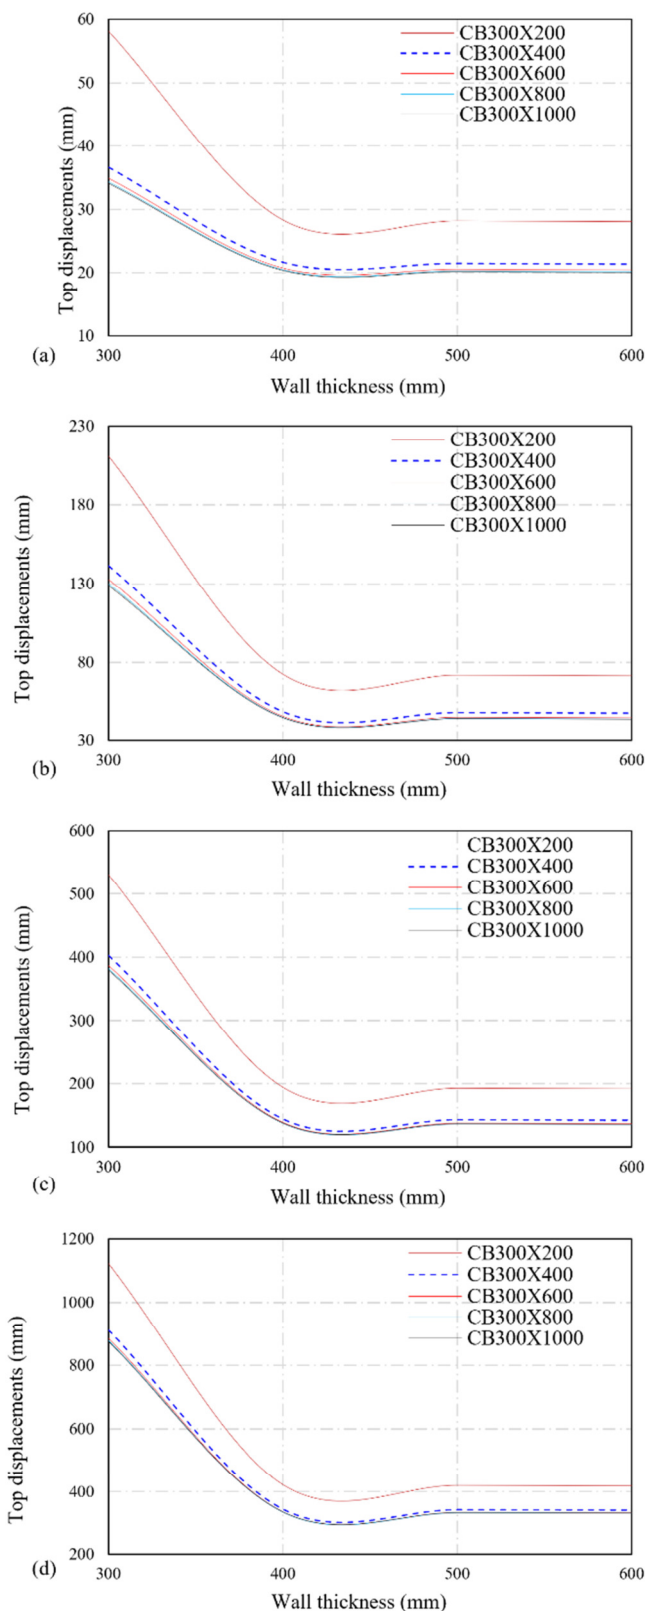 60
CB300X200
CB300X400
50
CB300X600
CB300X800
CB300X1000
40
30
20
10
Top displacements (mm)
300
400
500
600
(a)
Wall thickness (mm)
230
CB300X200
CB300X400
CB300X600
180
CB300X800
CB300X1000
130
80
30
Top displacements (mm)
300
400
500
600
(b)
Wall thickness (mm)
600
CB300X200
CB300X400
500
CB300X600
CB300X800
CB300X1000
400
300
200
100
Top displacements (mm)
300
400
500
600
(c)
Wall thickness (mm)
1200
CB300X200
CB300X400
1000
CB300X600
CB300X800
CB300X1000
800
600
400
200
Top displacements (mm)
300
400
500
600
(d)
Wall thickness (mm)